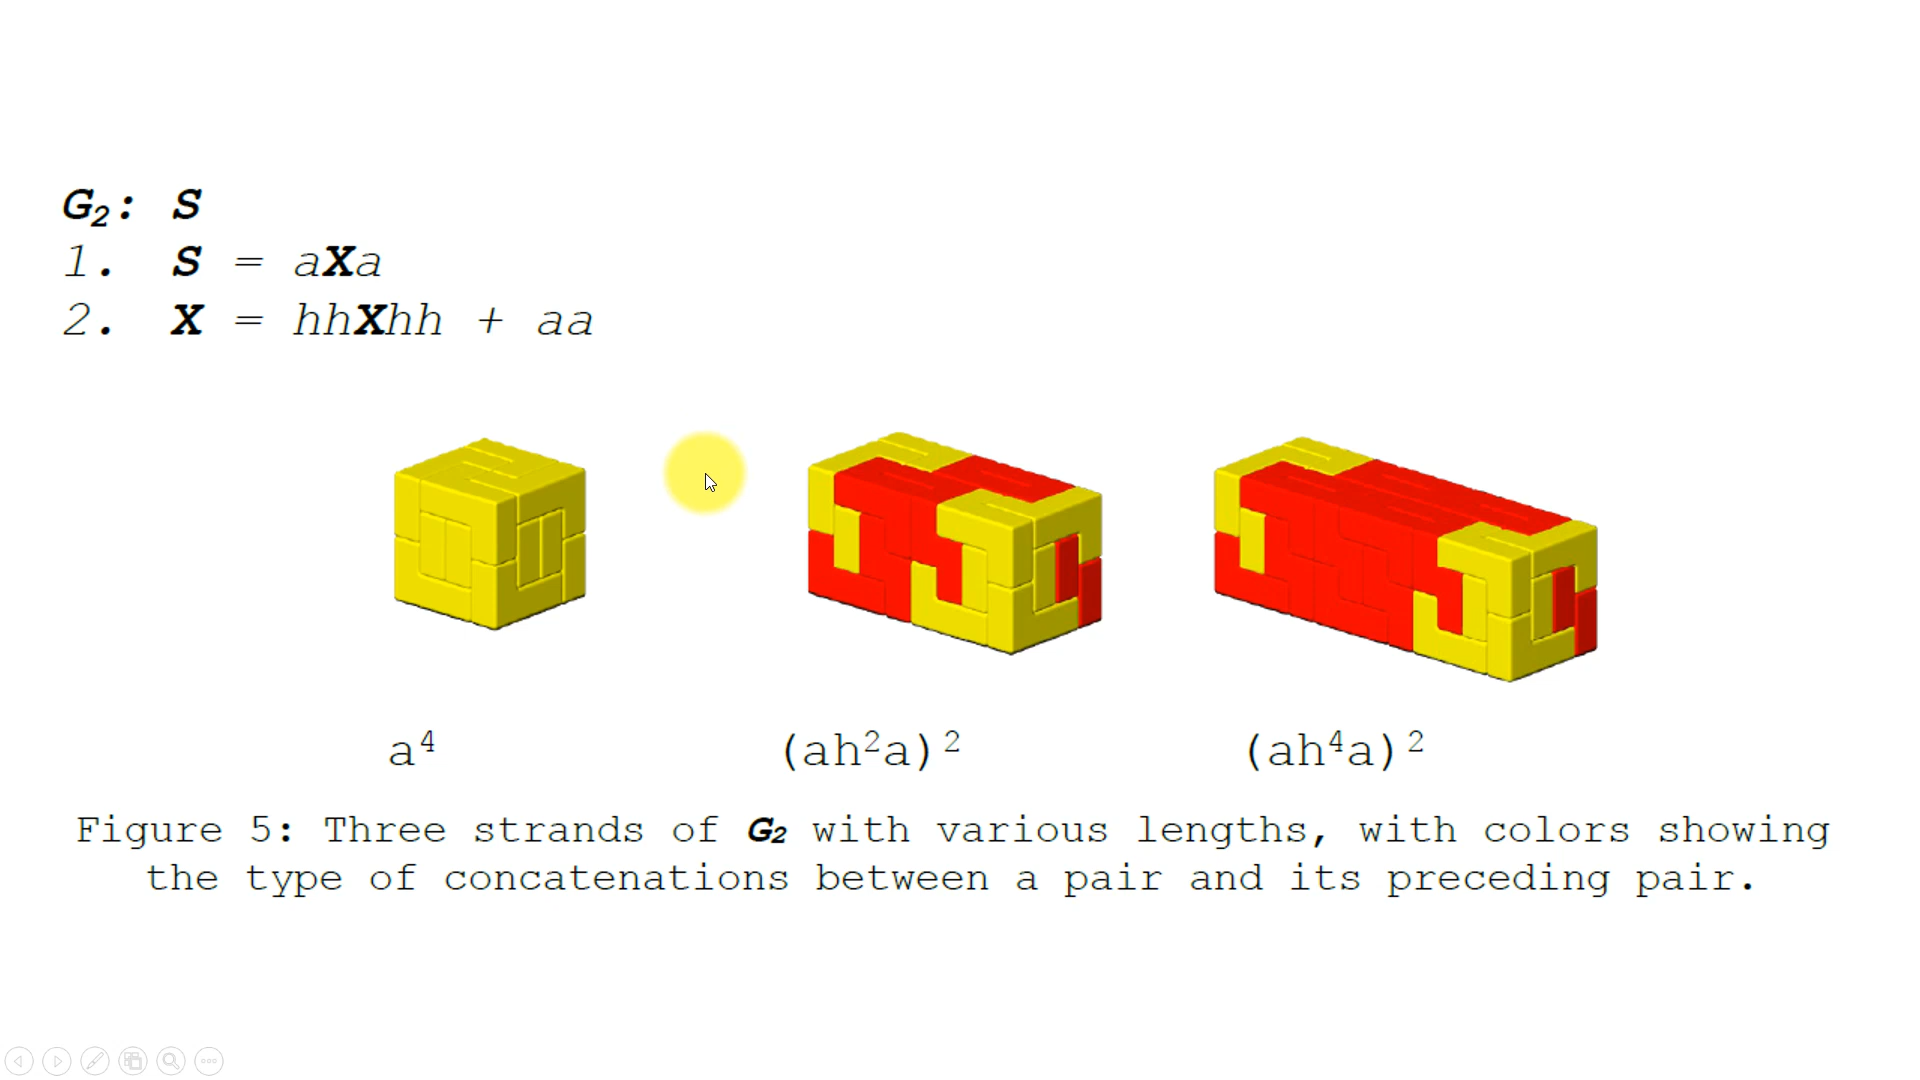 G₂: S
1. S = aXa
2. X = hhXhh + aa
a⁴ (ah²a)² (ah⁴a)²
Figure 5: Three strands of G₂ with various lengths, with colors showing
the type of concatenations between a pair and its preceding pair.